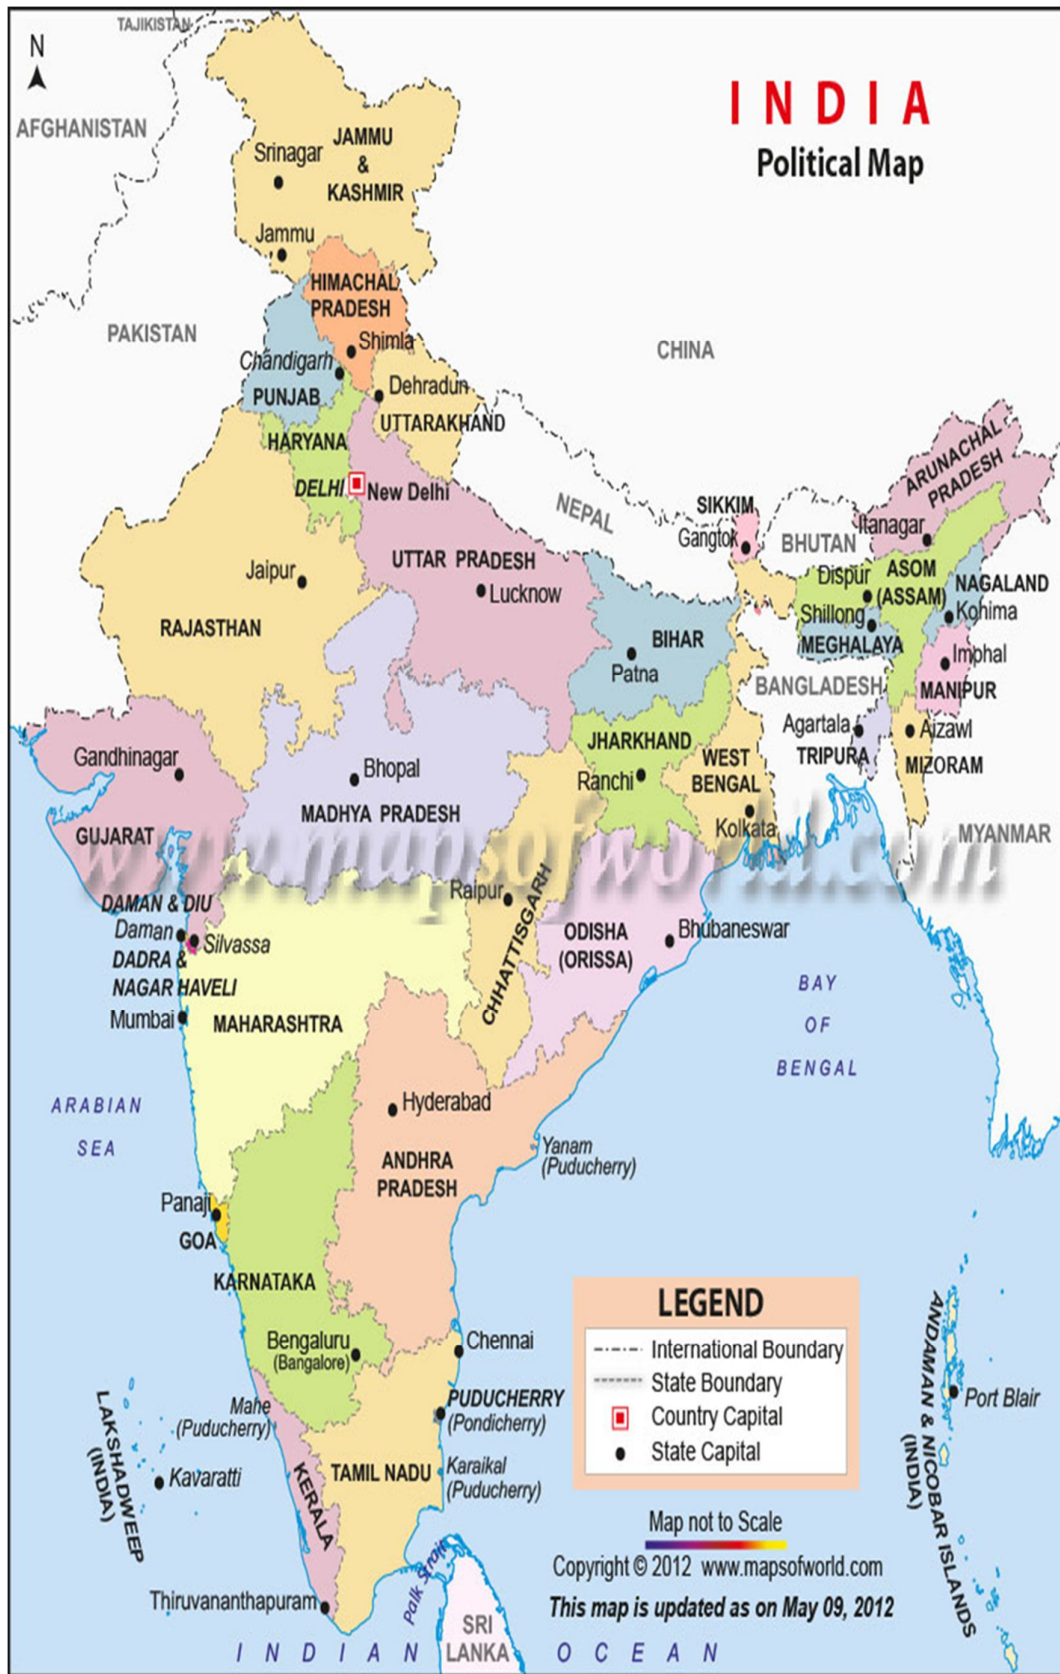 TAJIKISTAN
N
AFGHANISTAN
INDIA
Political Map
JAMMU
&
KASHMIR
Srinagar
Jammu
HIMACHAL
PRADESH
PAKISTAN
Shimla
CHINA
Chandigarh
PUNJAB
Dehradun
UTTARAKHAND
HARYANA
DELHI
New Delhi
ARUNACHAL
PRADESH
NEPAL
SIKKIM
Gangtok
BHUTAN
Itanagar
UTTAR PRADESH
Lucknow
Jaipur
RAJASTHAN
Dispur
ASOM
(ASSAM)
NAGALAND
Kohima
Shillong
MEGHALAYA
BIHAR
Patna
Imphal
MANIPUR
BANGLADESH
Agartala
TRIPURA
Aizawl
MIZORAM
Gandhinagar
GUJARAT
Bhopal
MADHYA PRADESH
JHARKHAND
Ranchi
WEST
BENGAL
Kolkata
MYANMAR
www.mapsofworld.com
Raipur
CHHATTISGARH
ODISHA
(ORISSA)
Bhubaneswar
DAMAN & DIU
Daman
Silvassa
DADRA &
NAGAR HAVELI
Mumbai
MAHARASHTRA
BAY
OF
BENGAL
ARABIAN
SEA
Hyderabad
ANDHRA
PRADESH
Yanam
(Puducherry)
Panaji
GOA
KARNATAKA
Bengaluru
(Bangalore)
Chennai
Mahe
(Puducherry)
PUDUCHERRY
(Pondicherry)
LAKSHADWEEP
(INDIA)
Kavaratti
KERALA
TAMIL NADU
Karaikal
(Puducherry)
Thiruvananthapuram
Palk Strait
SRI
LANKA
INDIAN OCEAN
LEGEND
International Boundary
State Boundary
Country Capital
State Capital
ANDAMAN & NICOBAR ISLANDS
(INDIA)
Port Blair
Map not to Scale
Copyright © 2012 www.mapsofworld.com
This map is updated as on May 09, 2012